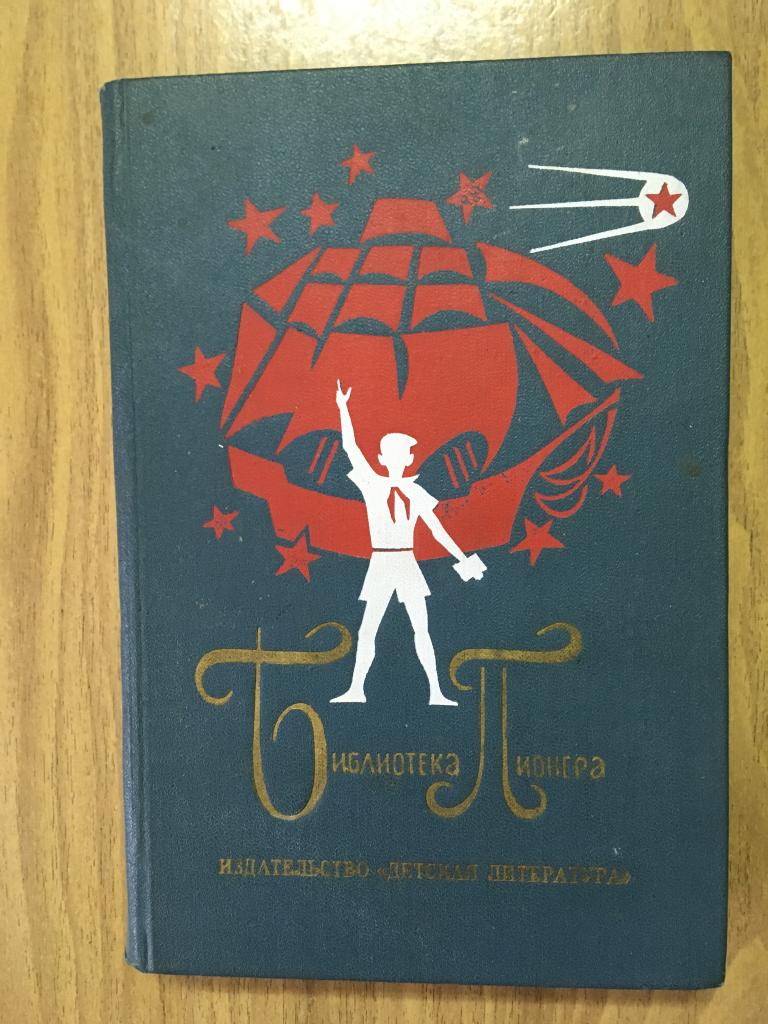 Библиотека Пионера
ИЗДАТЕЛЬСТВО «ДЕТСКАЯ ЛИТЕРАТУРА»